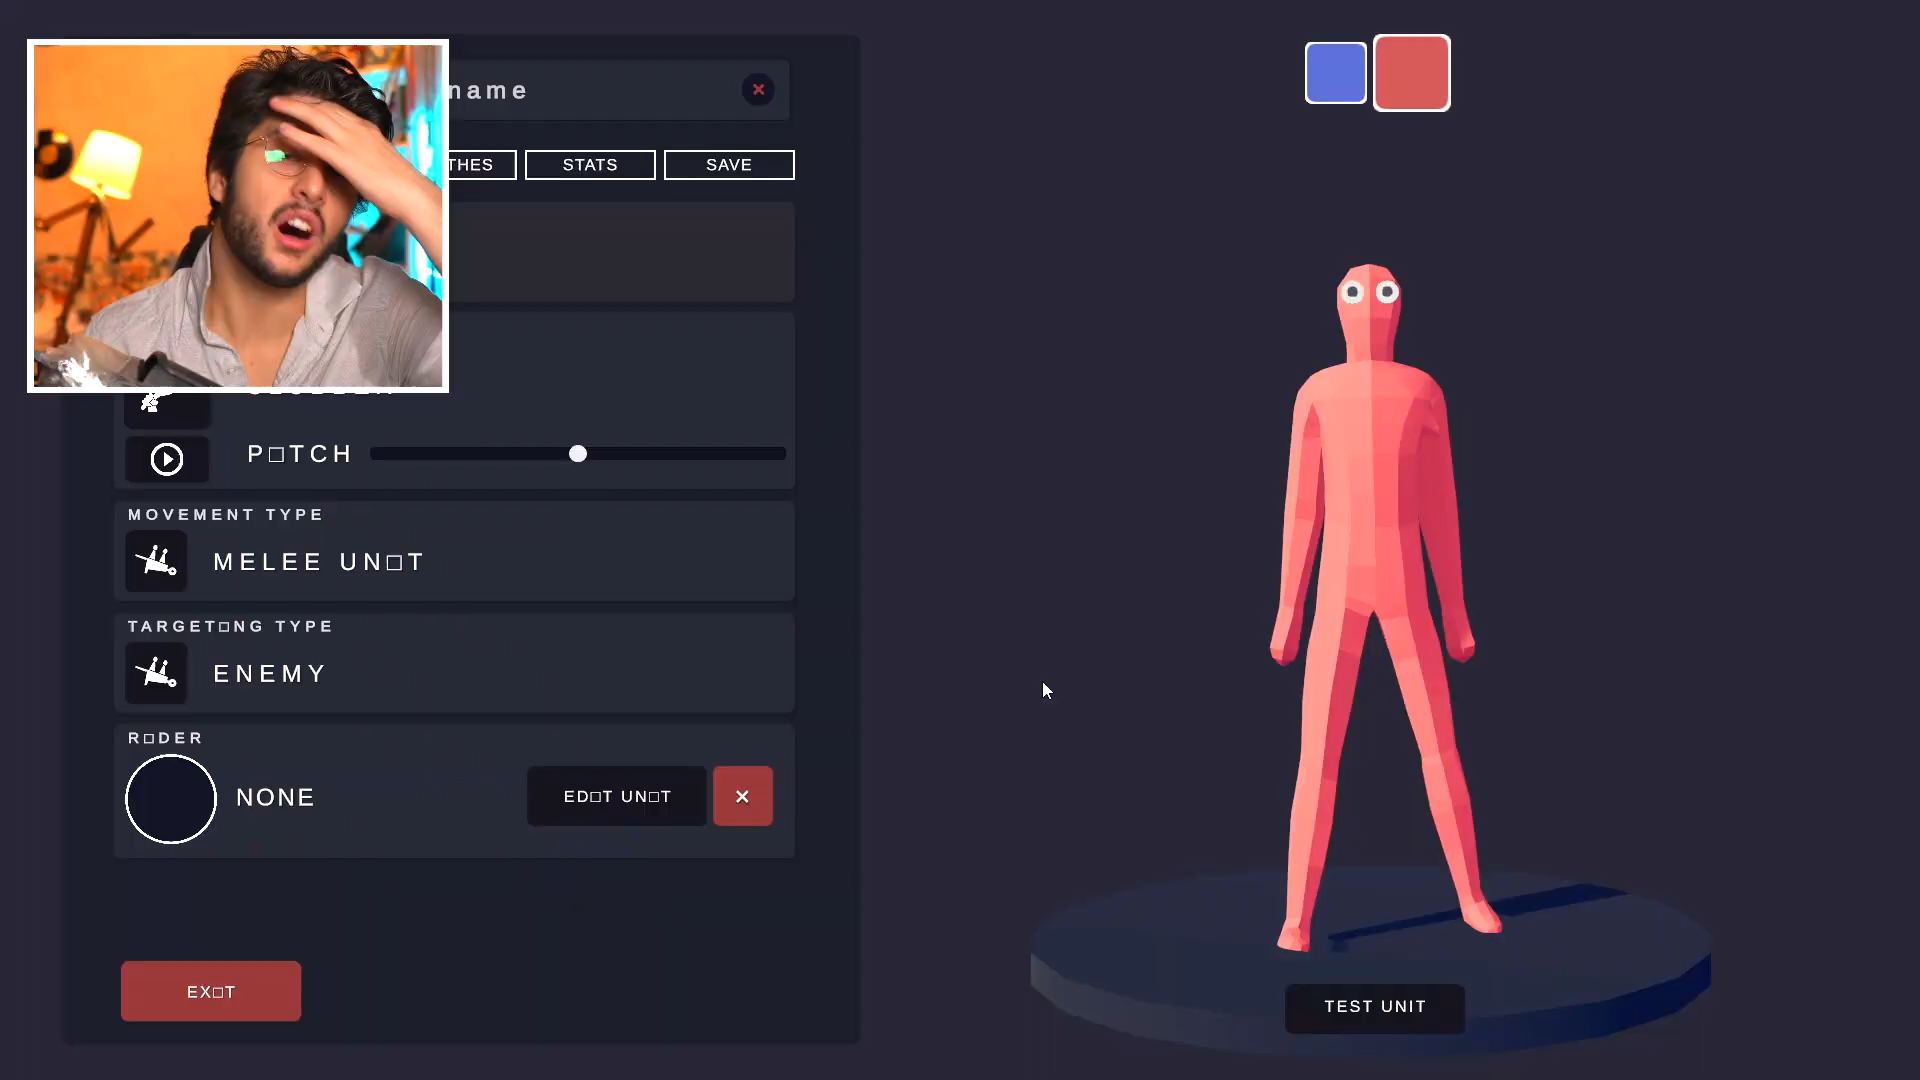 name
THES
STATS
SAVE
P□TCH
MOVEMENT TYPE
MELEE UN□T
TARGET□NG TYPE
ENEMY
R□DER
NONE
ED□T UN□T
EX□T
TEST UNIT